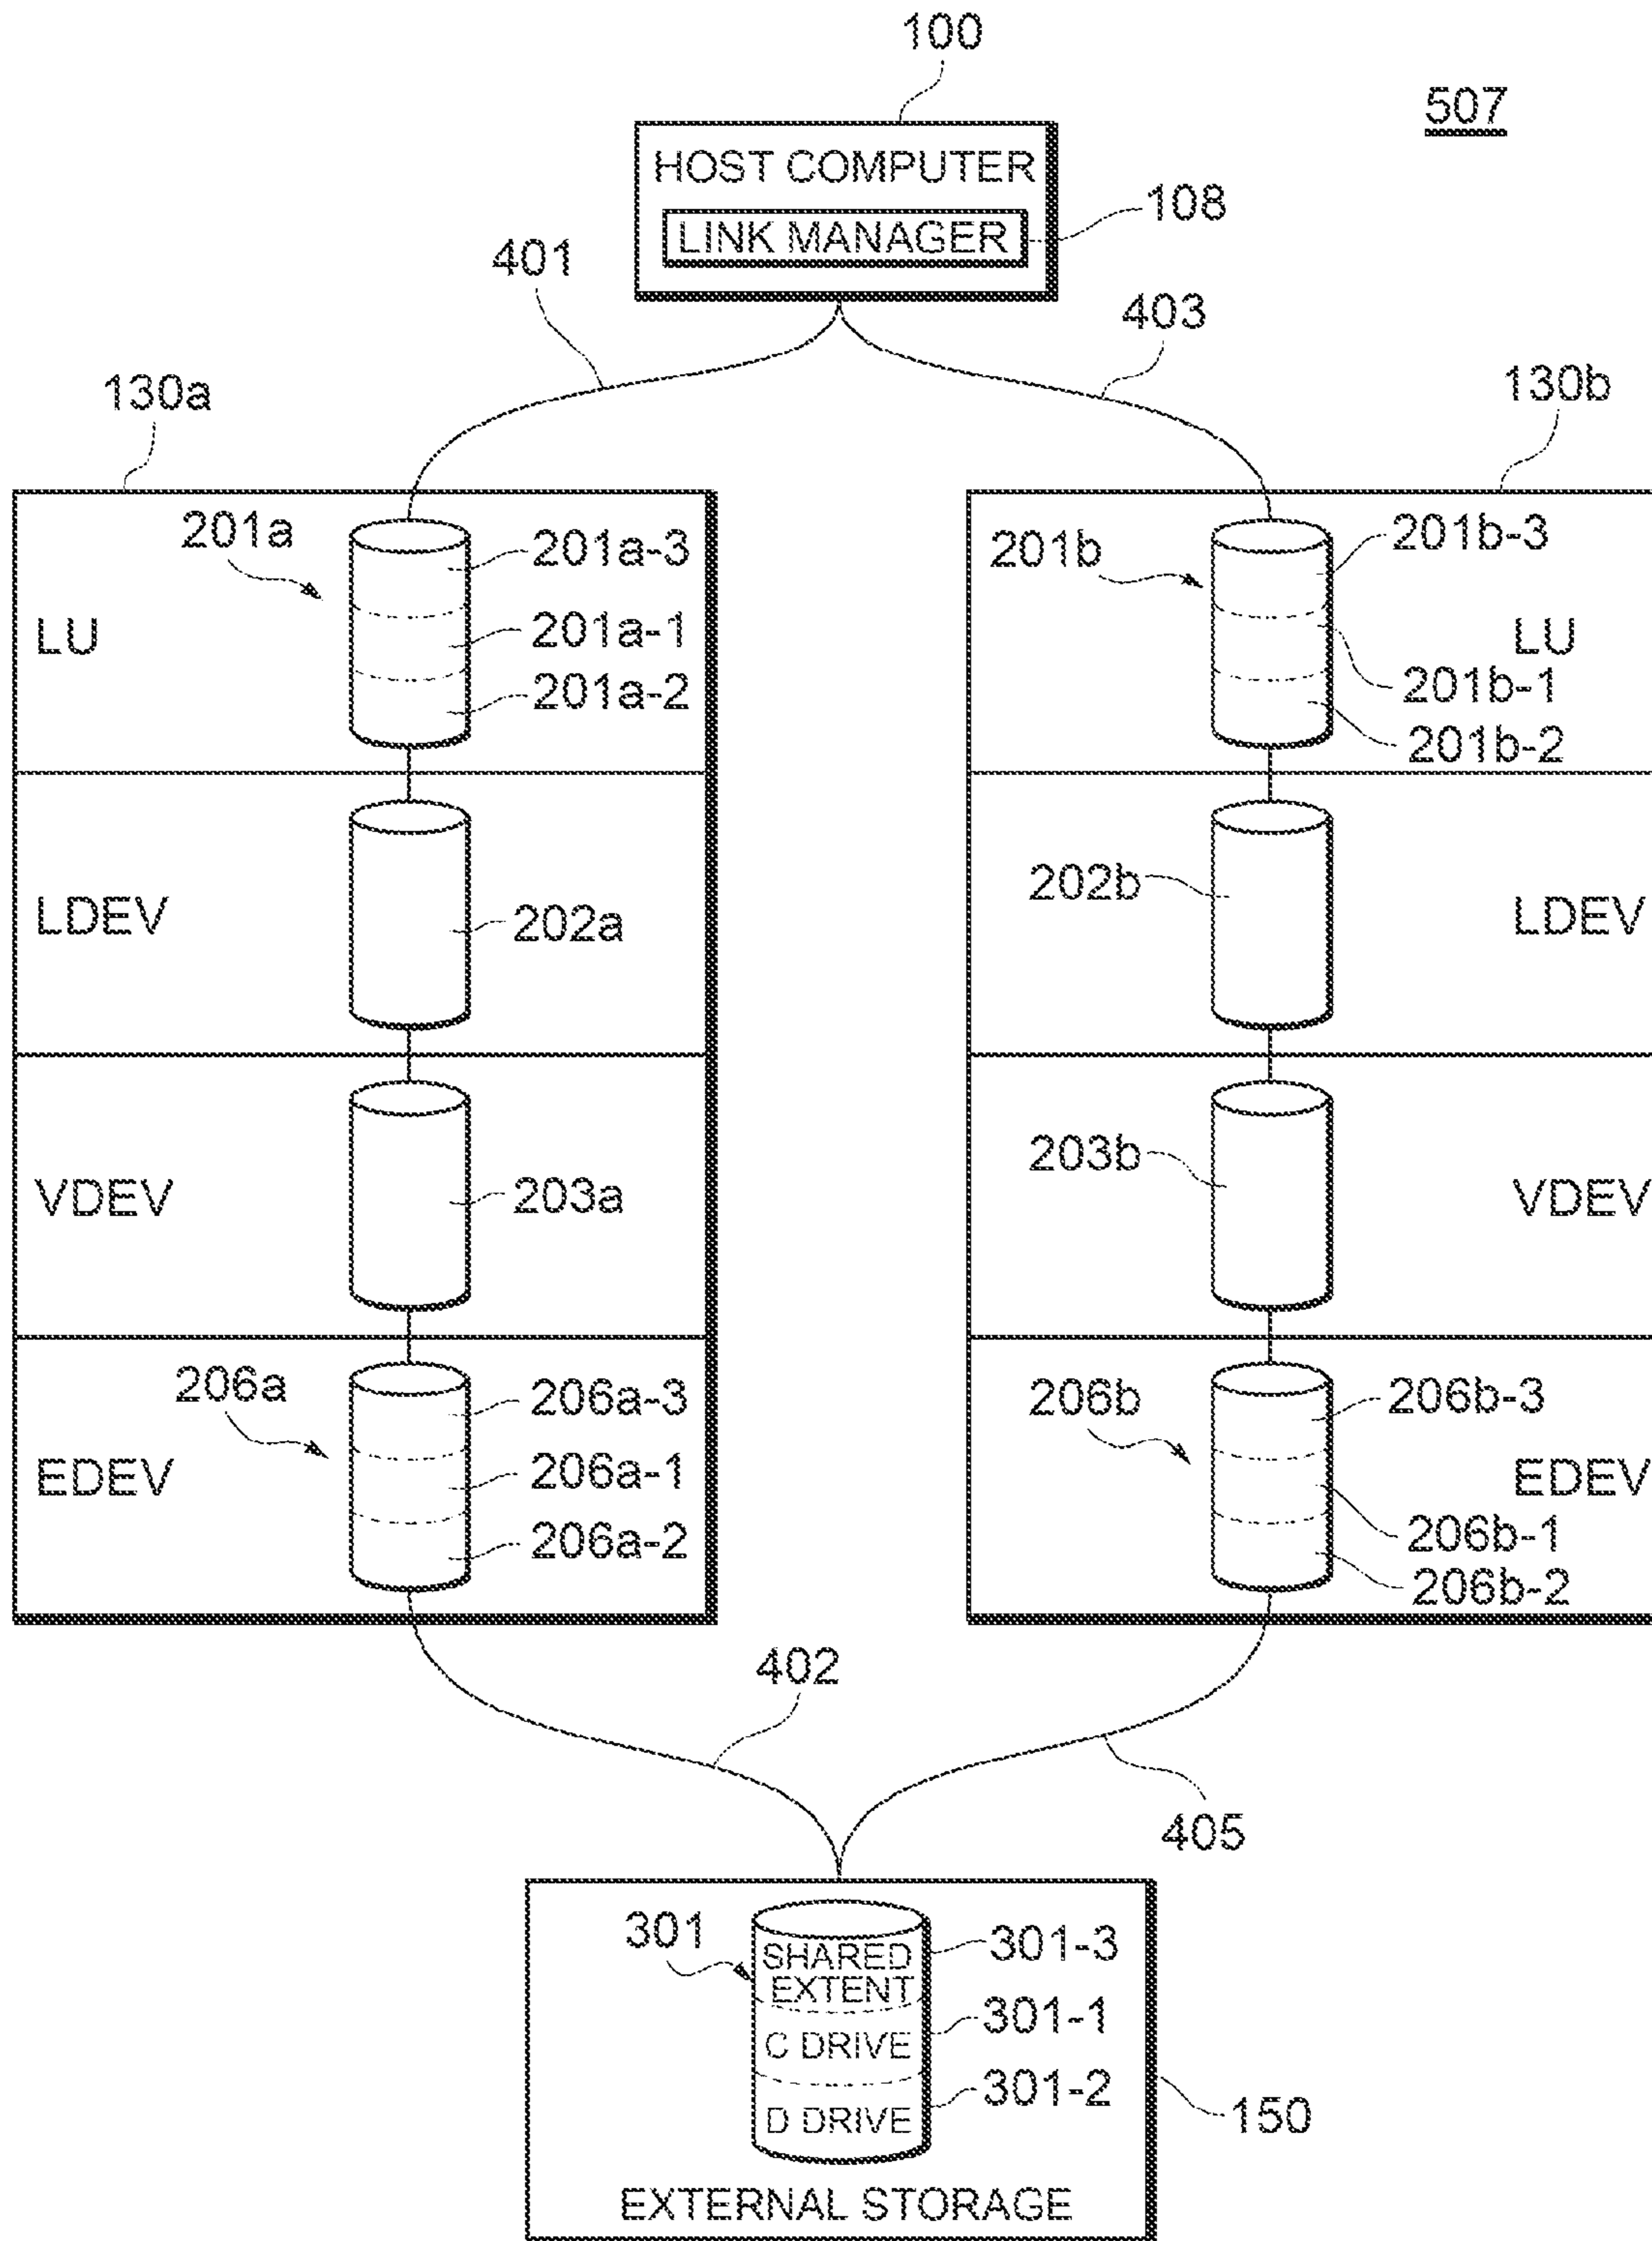 100
507
HOST COMPUTER
108
LINK MANAGER
401
403
130a
130b
201a
201a-3
201b
201b-3
LU
201a-1
LU
201a-2
201b-1
201b-2
LDEV
202a
202b
LDEV
VDEV
203a
203b
VDEV
206a
206a-3
206b
206b-3
EDEV
206a-1
EDEV
206a-2
206b-1
206b-2
402
405
301
SHARED
EXTENT
301-3
C DRIVE
301-1
D DRIVE
301-2
150
EXTERNAL STORAGE